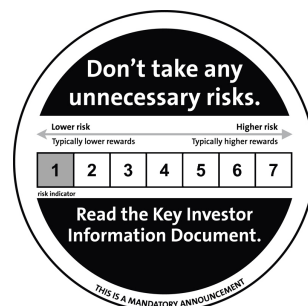 Don't take any
unnecessary risks.
Lower risk Higher risk
Typically lower rewards Typically higher rewards
1 2 3 4 5 6 7
risk indicator
Read the Key Investor
Information Document.
THIS IS A MANDATORY ANNOUNCEMENT